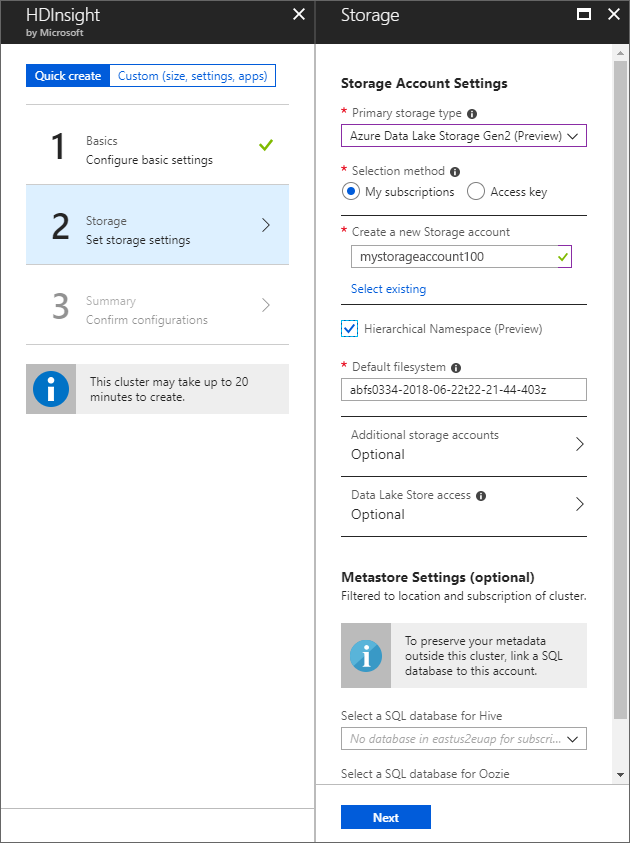 HDInsight
by Microsoft
Quick create
Custom (size, settings, apps)
1
Basics
Configure basic settings
2
Storage
Set storage settings
3
Summary
Confirm configurations
This cluster may take up to 20
minutes to create.
Storage
Storage Account Settings
* Primary storage type
Azure Data Lake Storage Gen2 (Preview)
* Selection method
My subscriptions
Access key
* Create a new Storage account
mystorageaccount100
Select existing
Hierarchical Namespace (Preview)
* Default filesystem
abfs0334-2018-06-22t22-21-44-403z
Additional storage accounts
Optional
Data Lake Store access
Optional
Metastore Settings (optional)
Filtered to location and subscription of cluster.
To preserve your metadata
outside this cluster, link a SQL
database to this account.
Select a SQL database for Hive
No database in eastus2euap for subscri...
Select a SQL database for Oozie
Next